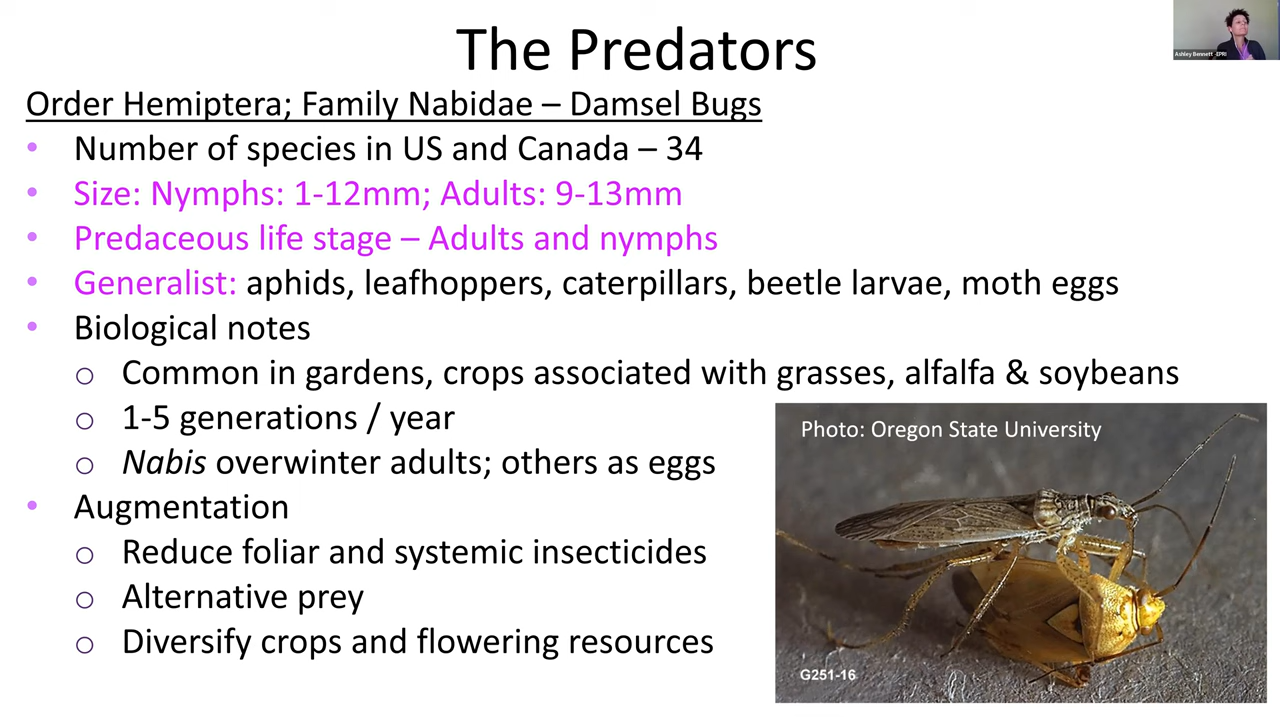 The Predators
Ashley Bennett -EPRI
Order Hemiptera; Family Nabidae – Damsel Bugs
• Number of species in US and Canada – 34
• Size: Nymphs: 1-12mm; Adults: 9-13mm
• Predaceous life stage – Adults and nymphs
• Generalist: aphids, leafhoppers, caterpillars, beetle larvae, moth eggs
• Biological notes
o Common in gardens, crops associated with grasses, alfalfa & soybeans
o 1-5 generations / year
o Nabis overwinter adults; others as eggs
• Augmentation
o Reduce foliar and systemic insecticides
o Alternative prey
o Diversify crops and flowering resources
Photo: Oregon State University
G251-16